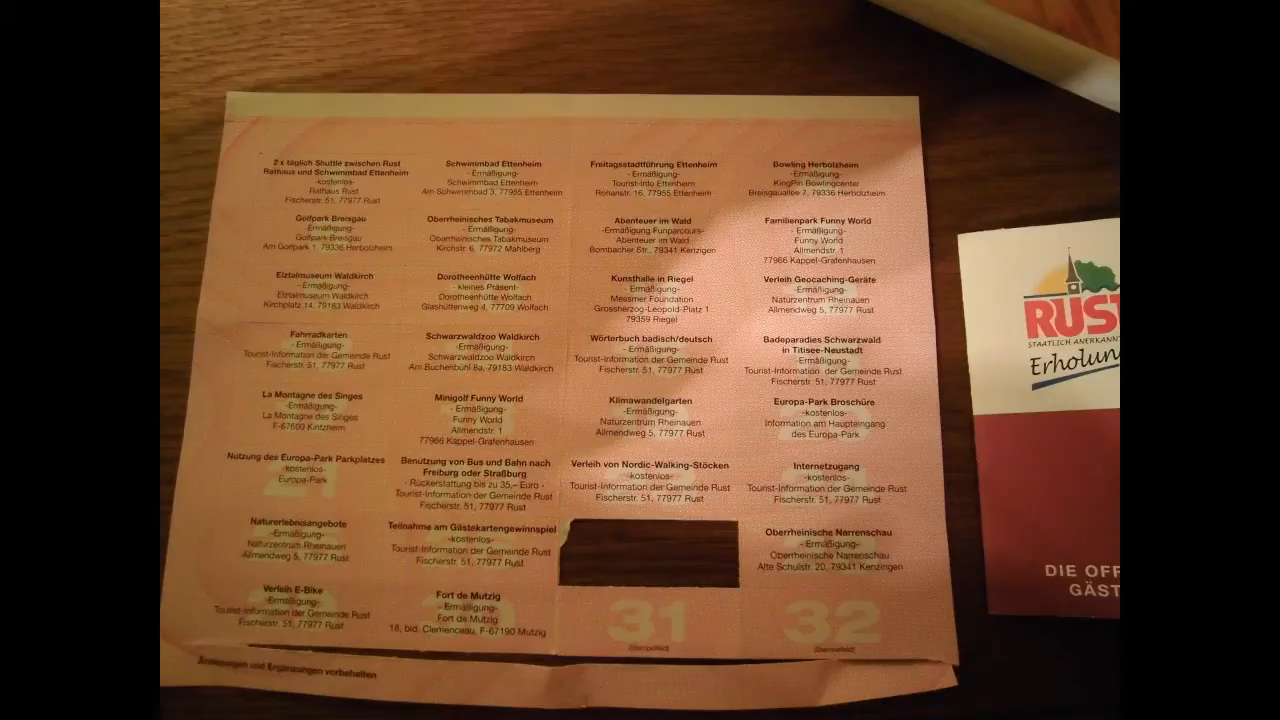 2 x täglich Shuttle zwischen Rust
Rathaus und Schwimmbad Ettenheim
-kostenlos-
Rathaus Rust
Fischerstr. 51, 77977 Rust
Schwimmbad Ettenheim
- Ermäßigung-
Schwimmbad Ettenheim
Am Schwimmbad 3, 77955 Ettenheim
Freitagsstadtführung Ettenheim
- Ermäßigung-
Tourist-Info Ettenheim
Rohanstr. 16, 77955 Ettenheim
Bowling Herbolzheim
-Ermäßigung-
KingPin Bowlingcenter
Breisgauallee 7, 79336 Herbolzheim
Golfpark Breisgau
-Ermäßigung-
Golfpark Breisgau
Am Golfpark 1, 79336 Herbolzheim
Oberrheinisches Tabakmuseum
- Ermäßigung-
Oberrheinisches Tabakmuseum
Kirchstr. 6, 77972 Mahlberg
Abenteuer im Wald
-Ermäßigung Funparcours-
Abenteuer im Wald
Bombacher Str., 79341 Kenzigen
Familienpark Funny World
- Ermäßigung-
Funny World
Allmendstr. 1
77966 Kappel-Grafenhausen
Elztalmuseum Waldkirch
- Ermäßigung-
Elztalmuseum Waldkirch
Kirchplatz 14, 79183 Waldkirch
Dorotheenhütte Wolfach
- kleines Präsent-
Dorotheenhütte Wolfach
Glashüttenweg 4, 77709 Wolfach
Kunsthalle in Riegel
- Ermäßigung-
Messmer Foundation
Grossherzog-Leopold-Platz 1
79359 Riegel
Verleih Geocaching-Geräte
-Ermäßigung-
Naturzentrum Rheinauen
Allmendweg 5, 77977 Rust
Fahrradkarten
- Ermäßigung-
Tourist-Information der Gemeinde Rust
Fischerstr. 51, 77977 Rust
Schwarzwaldzoo Waldkirch
-Ermäßigung-
Schwarzwaldzoo Waldkirch
Am Buchenbühl 8a, 79183 Waldkirch
Wörterbuch badisch/deutsch
- Ermäßigung-
Tourist-Information der Gemeinde Rust
Fischerstr. 51, 77977 Rust
Badeparadies Schwarzwald
in Titisee-Neustadt
-Ermäßigung-
Tourist-Information der Gemeinde Rust
Fischerstr. 51, 77977 Rust
La Montagne des Singes
-Ermäßigung-
La Montagne des Singes
F-67600 Kintzheim
Minigolf Funny World
- Ermäßigung-
Funny World
Allmendstr. 1
77966 Kappel-Grafenhausen
Klimawandelgarten
-Ermäßigung-
Naturzentrum Rheinauen
Allmendweg 5, 77977 Rust
Europa-Park Broschüre
-kostenlos-
Information am Haupteingang
des Europa-Park
Nutzung des Europa-Park Parkplatzes
-kostenlos-
Europa-Park
Benutzung von Bus und Bahn nach
Freiburg oder Straßburg
- Rückerstattung bis zu 35,– Euro -
Tourist-Information der Gemeinde Rust
Fischerstr. 51, 77977 Rust
Verleih von Nordic-Walking-Stöcken
-kostenlos-
Tourist-Information der Gemeinde Rust
Fischerstr. 51, 77977 Rust
Internetzugang
-kostenlos-
Tourist-Information der Gemeinde Rust
Fischerstr. 51, 77977 Rust
Naturerlebnisangebote
-Ermäßigung-
Naturzentrum Rheinauen
Allmendweg 5, 77977 Rust
Teilnahme am Gästekartengewinnspiel
-kostenlos-
Tourist-Information der Gemeinde Rust
Fischerstr. 51, 77977 Rust
Oberrheinische Narrenschau
- Ermäßigung-
Oberrheinische Narrenschau
Alte Schulstr. 20, 79341 Kenzingen
Verleih E-Bike
-Ermäßigung-
Tourist-Information der Gemeinde Rust
Fischerstr. 51, 77977 Rust
Fort de Mutzig
- Ermäßigung-
Fort de Mutzig
18, bld. Clemenceau, F-67190 Mutzig
31
(Stempelfeld)
32
(Stempelfeld)
Änderungen und Ergänzungen vorbehalten
RUST
STAATLICH ANERKANN
Erholun
DIE OFF
GÄST